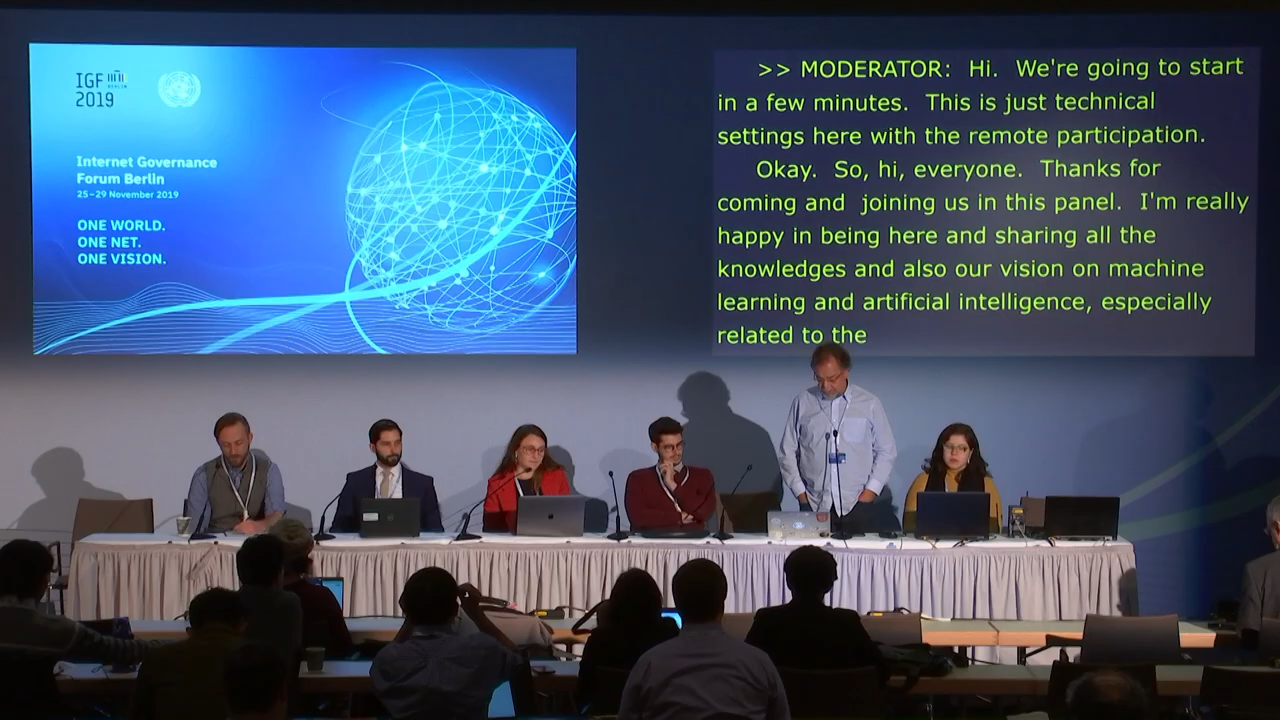 IGF
BERLIN
2019
Internet Governance
Forum Berlin
25–29 November 2019
ONE WORLD.
ONE NET.
ONE VISION.
>> MODERATOR: Hi. We're going to start
in a few minutes. This is just technical
settings here with the remote participation.
Okay. So, hi, everyone. Thanks for
coming and joining us in this panel. I'm really
happy in being here and sharing all the
knowledges and also our vision on machine
learning and artificial intelligence, especially
related to the